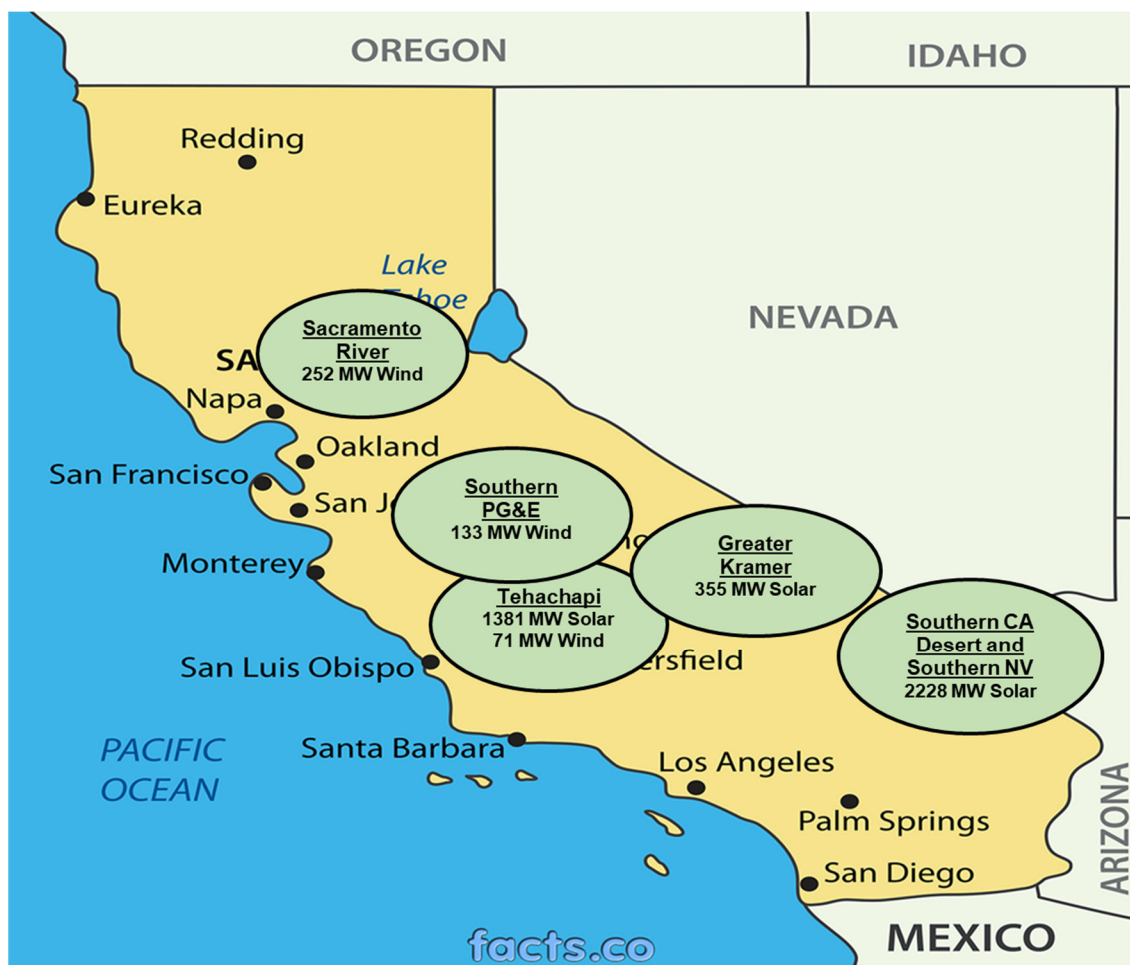 OREGON
IDAHO
Redding
Eureka
Lake
NEVADA
Sacramento
River
252 MW Wind
SA
Napa
Oakland
San Francisco
Southern
PG&E
133 MW Wind
San J
Monterey
Greater
Kramer
355 MW Solar
Tehachapi
1381 MW Solar
71 MW Wind
Southern CA
Desert and
Southern NV
2228 MW Solar
San Luis Obispo
ersfield
PACIFIC
OCEAN
Santa Barbara
Los Angeles
Palm Springs
ARIZONA
San Diego
MEXICO
facts.co